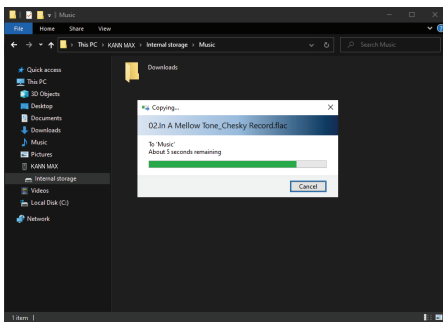 Music
File Home Share View
This PC › KANN MAX › Internal storage › Music
Search Music
Quick access
This PC
3D Objects
Desktop
Documents
Downloads
Music
Pictures
KANN MAX
Internal storage
Videos
Local Disk (C:)
Network
Downloads
Copying...
02.In A Mellow Tone_Chesky Record.flac
To 'Music'
About 5 seconds remaining
Cancel
1 item